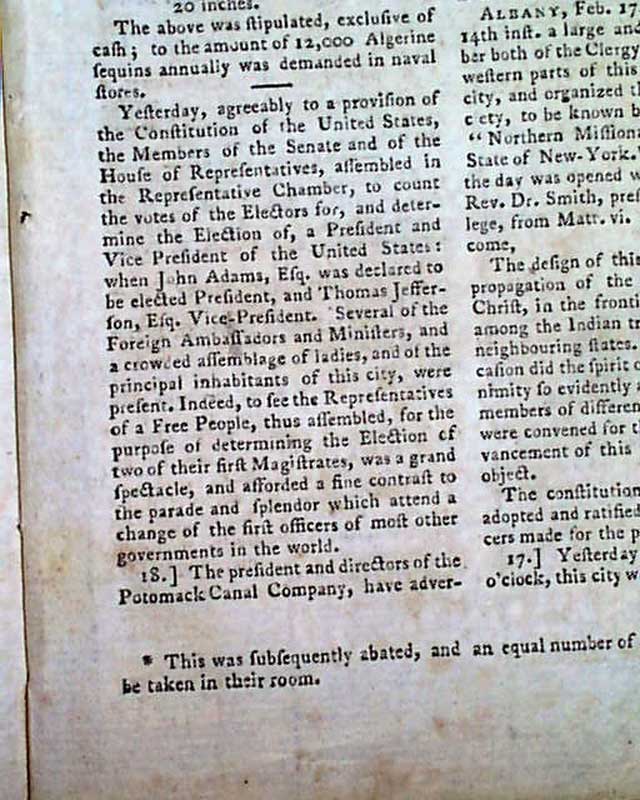 20 inches.
The above was ſtipulated, excluſive of
caſh; to the amount of 12,000 Algerine
ſequins annually was demanded in naval
ſtores.
Yeſterday, agreeably to a proviſion of
the Conſtitution of the United States,
the Members of the Senate and of the
Houſe of Repreſentatives, aſſembled in
the Repreſentative Chamber, to count
the votes of the Electors for, and deter-
mine the Election of, a Preſident and
Vice Preſident of the United States:
when John Adams, Eſq. was declared to
be elected Preſident, and Thomas Jeffer-
ſon, Eſq. Vice-Preſident. Several of the
Foreign Ambaſſadors and Miniſters, and
a crowded aſſemblage of ladies, and of the
principal inhabitants of this city, were
preſent. Indeed, to ſee the Repreſentatives
of a Free People, thus aſſembled, for the
purpoſe of determining the Election of
two of their firſt Magiſtrates, was a grand
ſpectacle, and afforded a fine contraſt to
the parade and ſplendor which attend a
change of the firſt officers of moſt other
governments in the world.
18.] The preſident and directors of the
Potomack Canal Company, have adver-
* This was ſubſequently abated, and an equal number of
be taken in their room.
ALBANY, Feb. 17.
14th inſt. a large and
ber both of the Clergy
weſtern parts of this
city, and organized
ciety, to be known b
"Northern Miſſion
State of New-York.
the day was opened w
Rev. Dr. Smith, preſ
lege, from Matt. vi.
come,
The deſign of this
propagation of the
Chriſt, in the front
among the Indian tr
neighbouring ſtates.
caſion did the ſpirit
nimity ſo evidently
members of differen
were convened for t
vancement of this
object.
The conſtitution
adopted and ratified
cers made for the p
17.] Yeſterday
o'clock, this city w